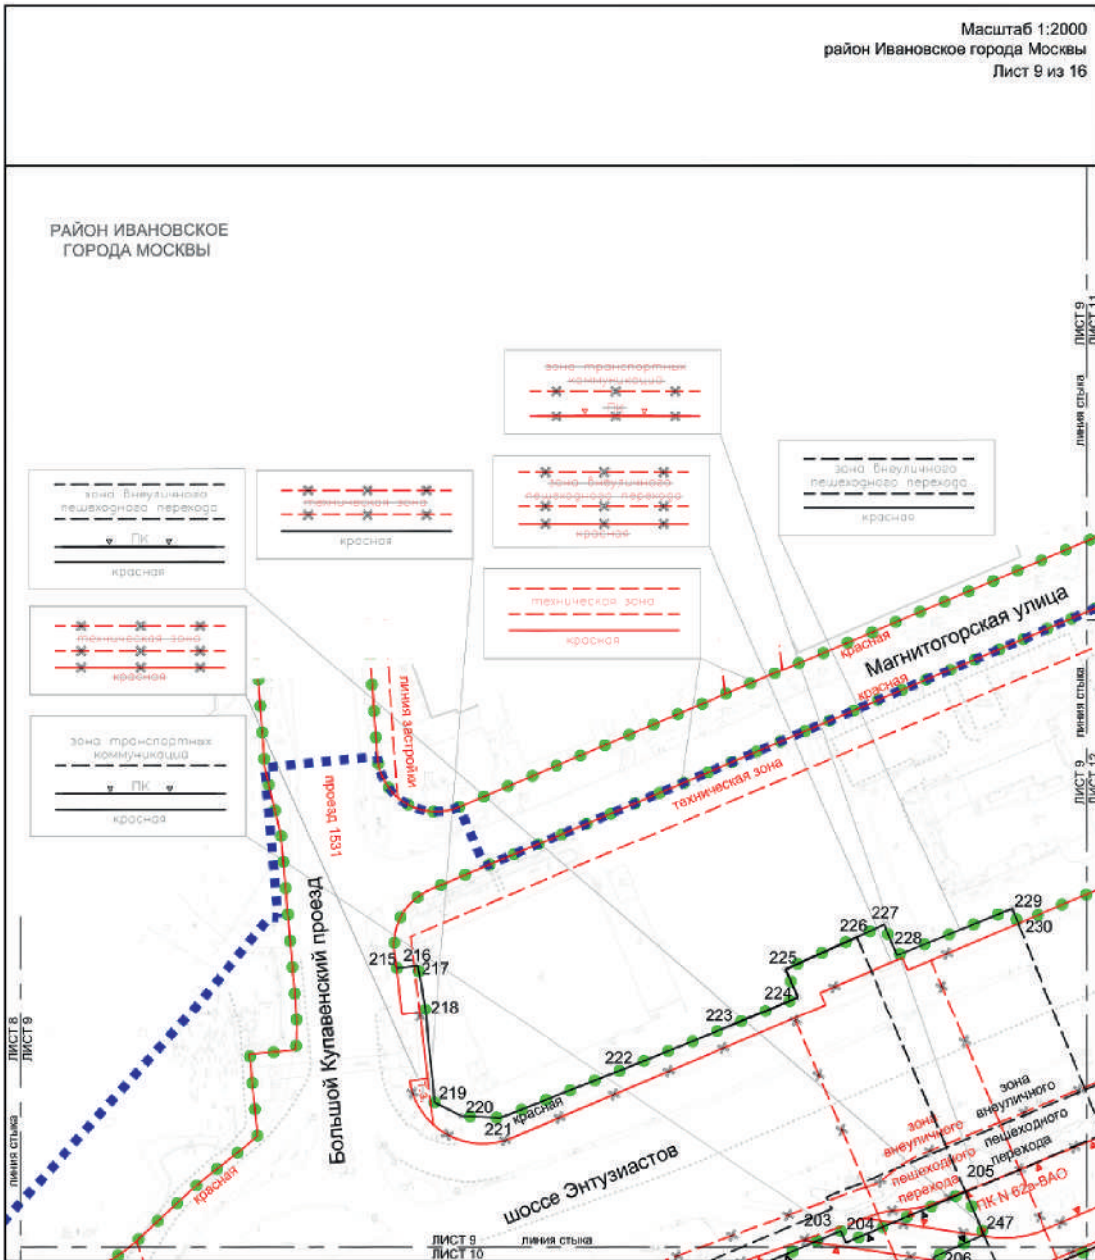 Масштаб 1:2000
район Ивановское города Москвы
Лист 9 из 16
РАЙОН ИВАНОВСКОЕ
ГОРОДА МОСКВЫ
ЛИСТ 9
ЛИСТ 11
линия стыка
зона транспортных
коммуникаций
ПК
зона внеуличного
пешеходного перехода
красная
зона внеуличного
пешеходного перехода
красная
зона внеуличного
пешеходного перехода
ПК
красная
техническая зона
красная
техническая зона
красная
техническая зона
красная
зона транспортных
коммуникаций
ПК
красная
Магнитогорская улица
красная
красная
линия застройки
проезд 1531
техническая зона
линия стыка
ЛИСТ 9
ЛИСТ 12
Большой Купавенский проезд
215
216
217
218
219
220
221
222
223
224
225
226
227
228
229
230
красная
красная
шоссе Энтузиастов
зона
внеуличного
пешеходного
перехода
зона
внеуличного
пешеходного
перехода
ПК N 62а-ВАО
203
204
205
206
247
ЛИСТ 8
ЛИСТ 9
линия стыка
ЛИСТ 9
линия стыка
ЛИСТ 10